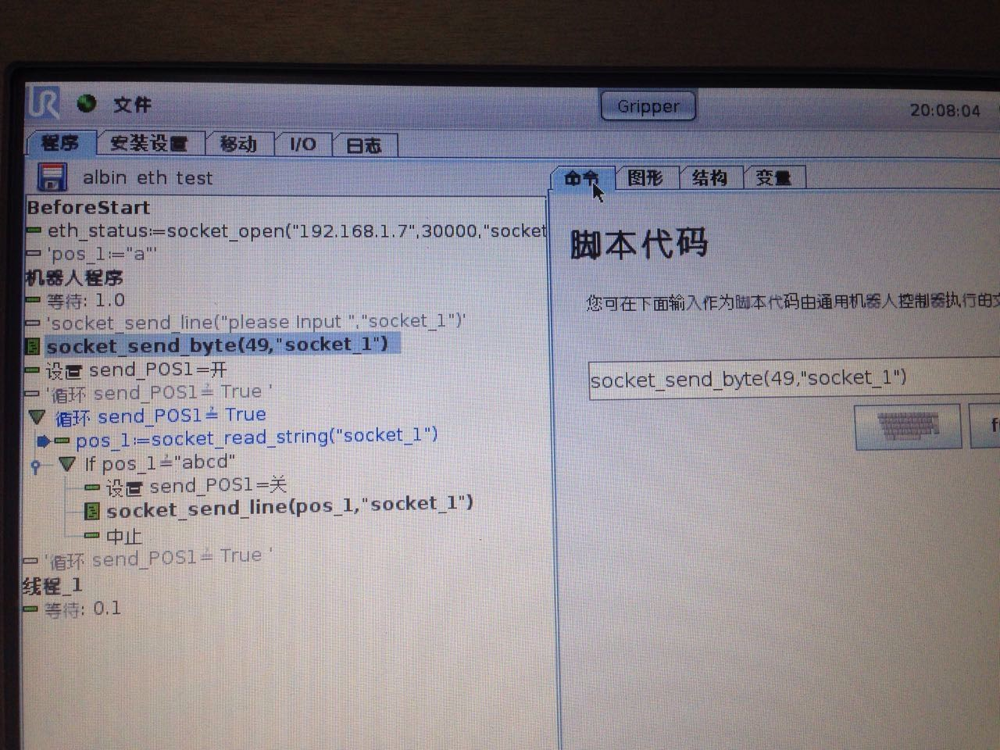 UR 文件 Gripper 20:08:04
程序 安装设置 移动 I/O 日志
albin eth test
命令 图形 结构 变量
BeforeStart
eth_status:=socket_open("192.168.1.7",30000,"socket
'pos_1:="a"'
机器人程序
等待: 1.0
'socket_send_line("please Input ","socket_1")'
socket_send_byte(49,"socket_1")
设置 send_POS1=开
'循环 send_POS1≟ True '
循环 send_POS1≟ True
pos_1:=socket_read_string("socket_1")
If pos_1≟"abcd"
设置 send_POS1=关
socket_send_line(pos_1,"socket_1")
中止
'循环 send_POS1≟ True '
线程_1
等待: 0.1
脚本代码
您可在下面输入作为脚本代码由通用机器人控制器执行的文
socket_send_byte(49,"socket_1")